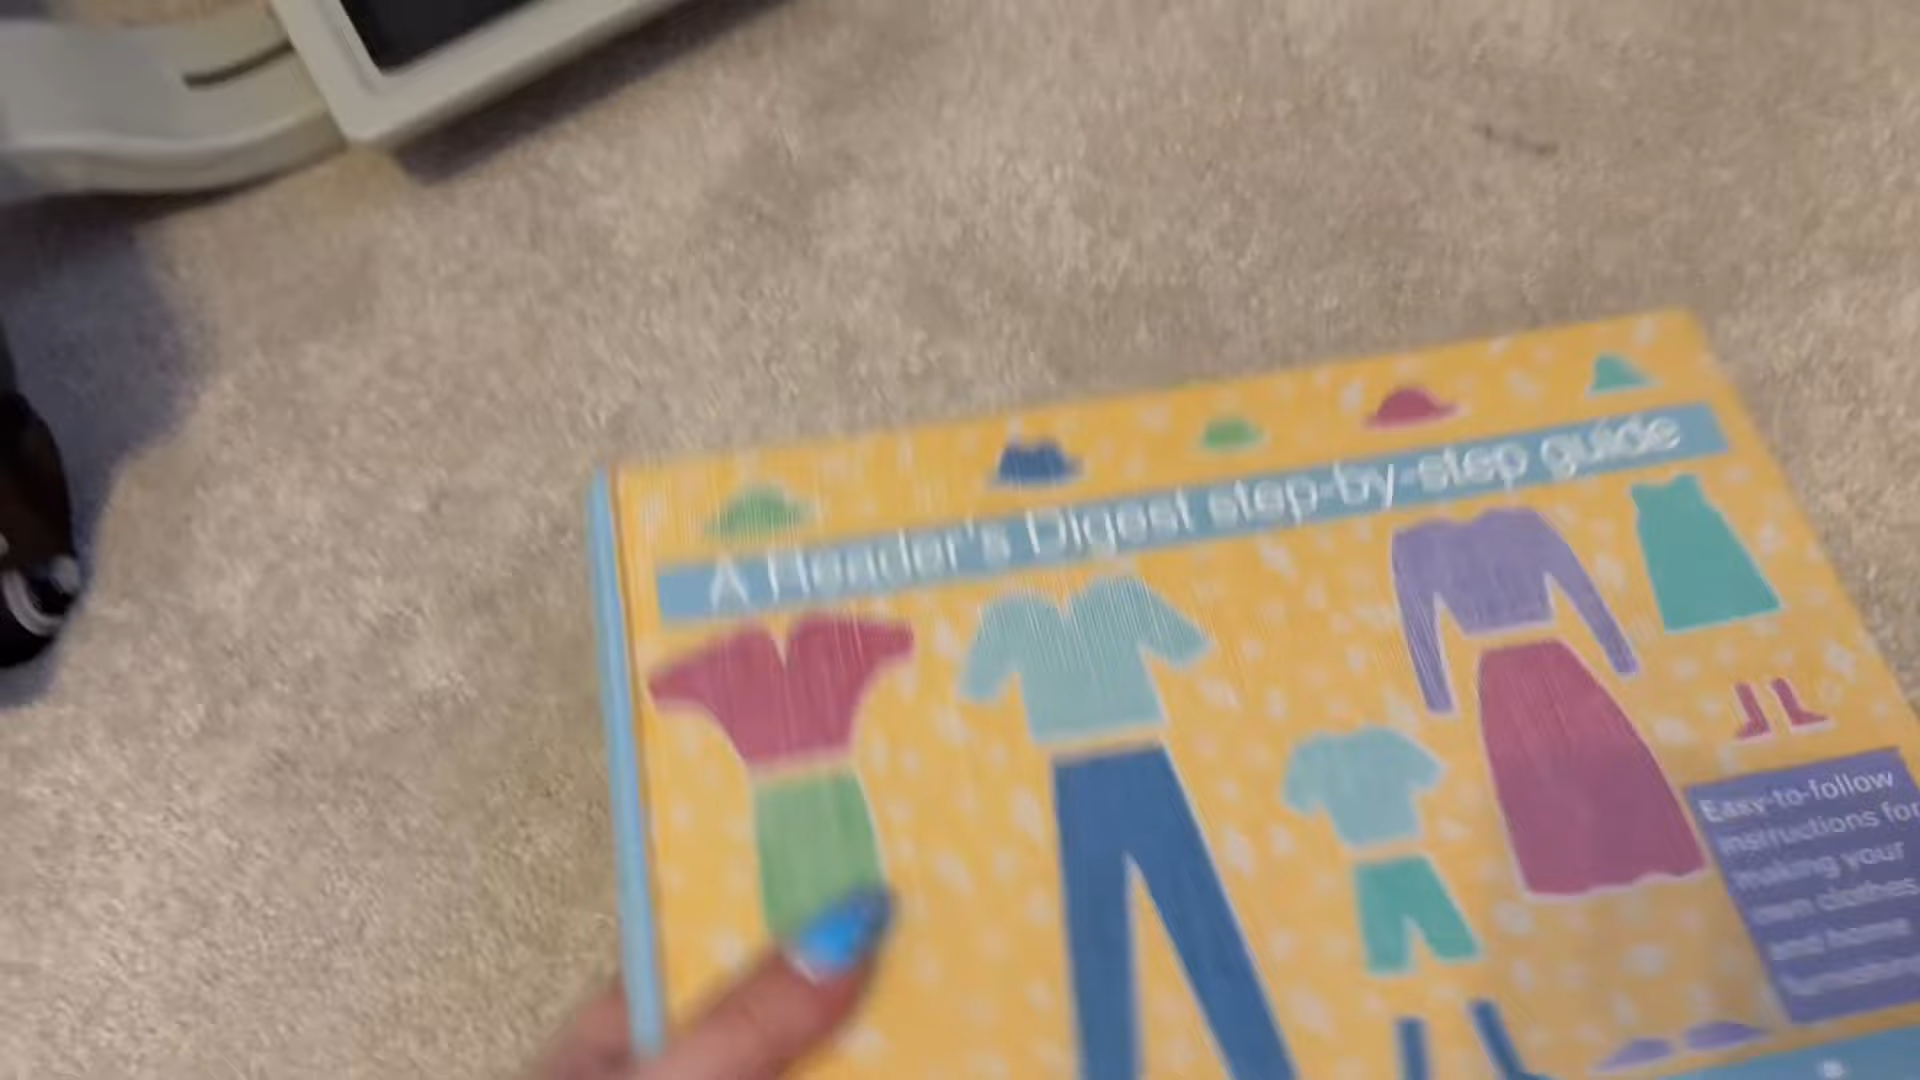 A Reader's Digest step-by-step guide
Easy-to-follow
instructions for
making your
own clothes
and home